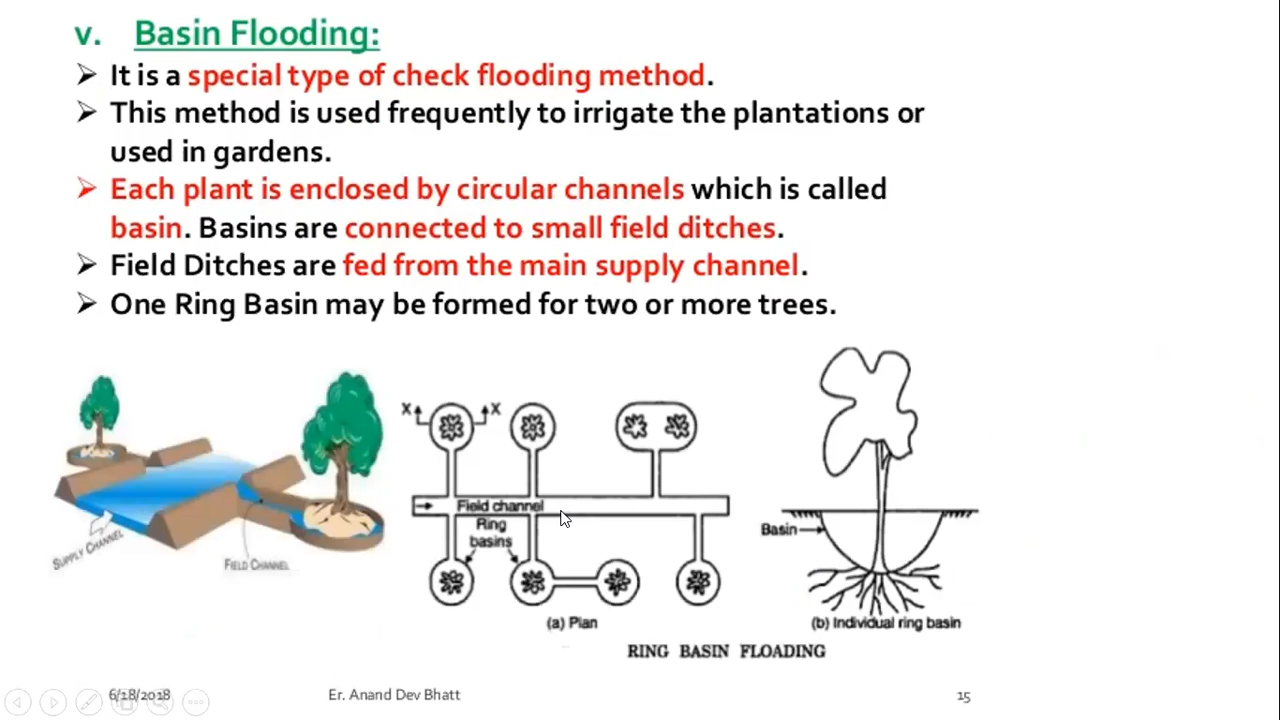 v. Basin Flooding:
➢ It is a special type of check flooding method.
➢ This method is used frequently to irrigate the plantations or
used in gardens.
➢ Each plant is enclosed by circular channels which is called
basin. Basins are connected to small field ditches.
➢ Field Ditches are fed from the main supply channel.
➢ One Ring Basin may be formed for two or more trees.
SUPPLY CHANNEL
FIELD CHANNEL
X X
Field channel
Ring
basins
(a) Plan
Basin
(b) Individual ring basin
RING BASIN FLOADING
6/18/2018 Er. Anand Dev Bhatt 15